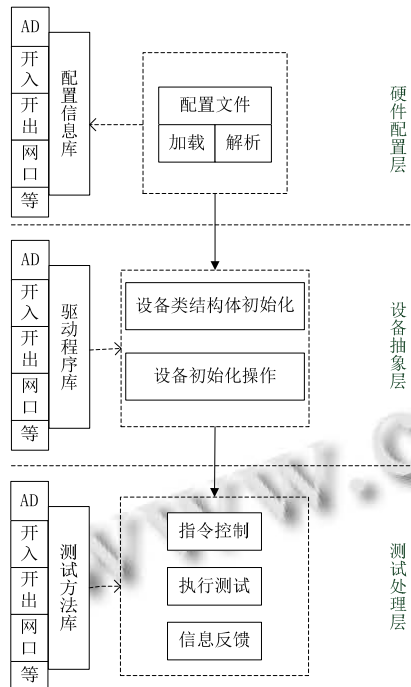 AD
开入
开出
网口
等
配置信息库
配置文件
加载
解析
硬件配置层
AD
开入
开出
网口
等
驱动程序库
设备类结构体初始化
设备初始化操作
设备抽象层
AD
开入
开出
网口
等
测试方法库
指令控制
执行测试
信息反馈
测试处理层
www.c